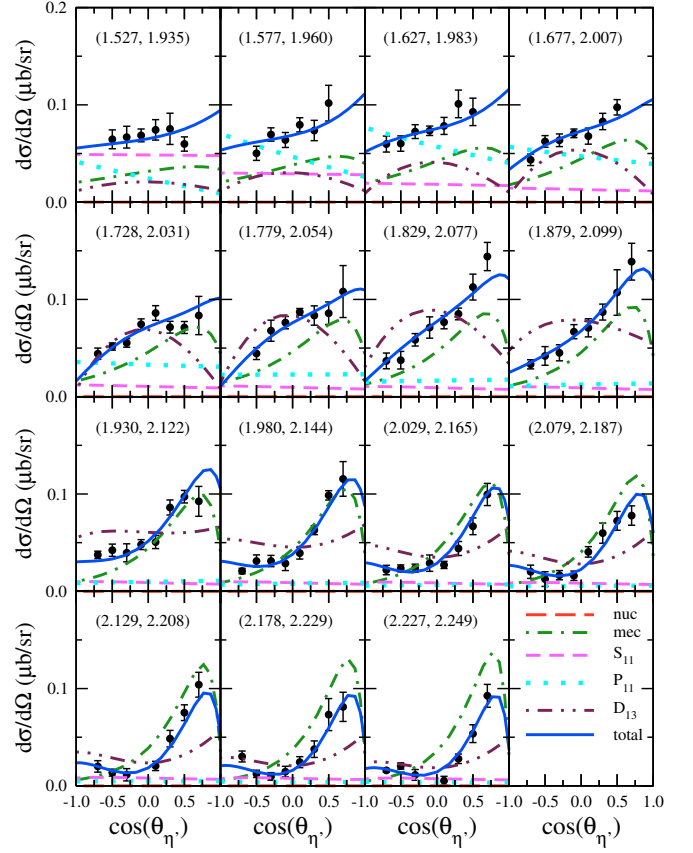 0.2
(1.527, 1.935) (1.577, 1.960) (1.627, 1.983) (1.677, 2.007)
0.1
dσ/dΩ (μb/sr)
0.0
(1.728, 2.031) (1.779, 2.054) (1.829, 2.077) (1.879, 2.099)
0.1
dσ/dΩ (μb/sr)
0.0
(1.930, 2.122) (1.980, 2.144) (2.029, 2.165) (2.079, 2.187)
0.1
dσ/dΩ (μb/sr)
0.0
(2.129, 2.208) (2.178, 2.229) (2.227, 2.249)
nuc
mec
S11
P11
D13
total
0.1
dσ/dΩ (μb/sr)
0.0
-1.0 -0.5 0.0 0.5 -1.0 -0.5 0.0 0.5 -1.0 -0.5 0.0 0.5 -1.0 -0.5 0.0 0.5 1.0
cos(θη’) cos(θη’) cos(θη’) cos(θη’)